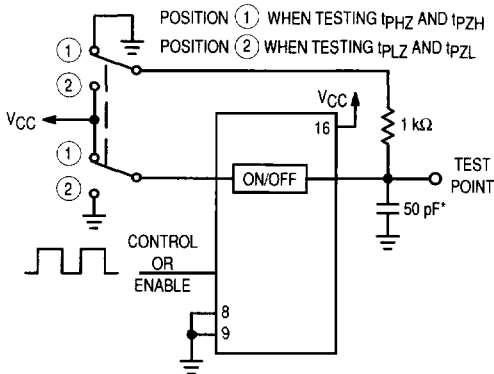 POSITION 1 WHEN TESTING tPHZ AND tPZH
POSITION 2 WHEN TESTING tPLZ AND tPZL
1
2
VCC
1
2
VCC
16
1 kΩ
ON/OFF
TEST
POINT
50 pF*
CONTROL
OR
ENABLE
8
9